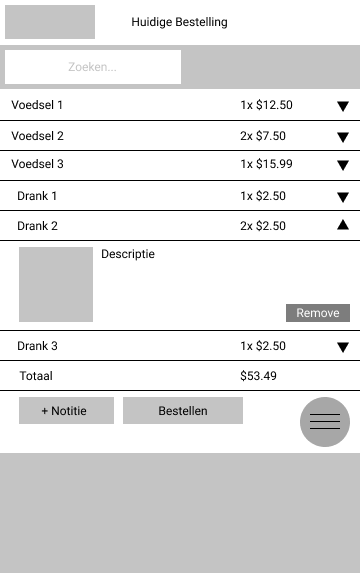 Huidige Bestelling
Zoeken...
Voedsel 1 1x $12.50
Voedsel 2 2x $7.50
Voedsel 3 1x $15.99
Drank 1 1x $2.50
Drank 2 2x $2.50
Descriptie
Remove
Drank 3 1x $2.50
Totaal $53.49
+ Notitie Bestellen